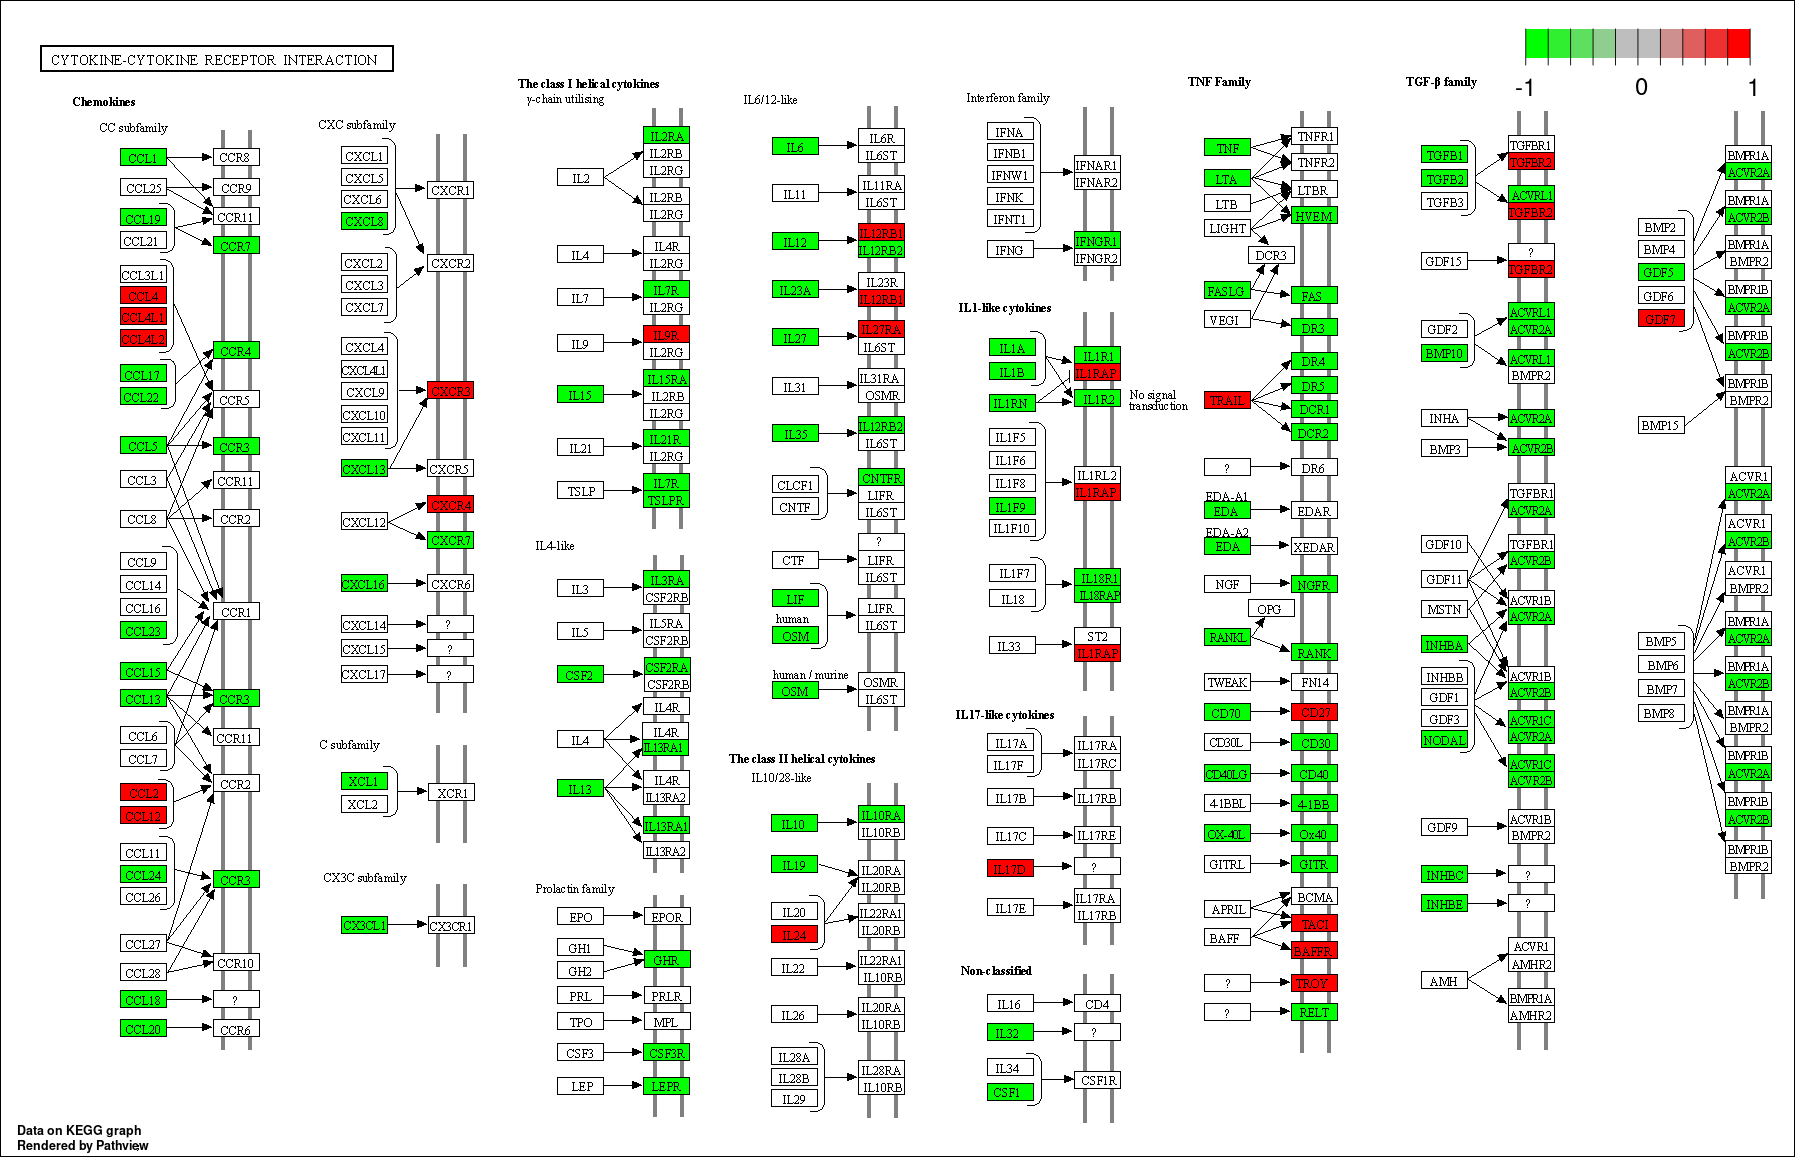 CYTOKINE-CYTOKINE RECEPTOR INTERACTION
-1
0
1
Chemokines
CC subfamily
CCL1
CCR8
CCL25
CCR9
CCL19
CCR11
CCL21
CCR7
CCL3L1
CCL4
CCL4L1
CCL4L2
CCR4
CCL17
CCL22
CCR5
CCL5
CCR3
CCL3
CCR11
CCL8
CCR2
CCL9
CCL14
CCL16
CCL23
CCR1
CCL15
CCL13
CCR3
CCL6
CCR11
CCL7
CCR2
CCL2
CCL12
CCL11
CCL24
CCR3
CCL26
CCL27
CCR10
CCL28
CCL18
?
CCL20
CCR6
CXC subfamily
CXCL1
CXCL5
CXCR1
CXCL6
CXCL8
CXCL2
CXCR2
CXCL3
CXCL7
CXCL4
CXCL4L1
CXCL9
CXCR3
CXCL10
CXCL11
CXCL13
CXCR5
CXCR4
CXCL12
CXCR7
CXCL16
CXCR6
CXCL14
?
CXCL15
?
CXCL17
?
C subfamily
XCL1
XCR1
XCL2
CX3C subfamily
CX3CL1
CX3CR1
The class I helical cytokines
γ-chain utilising
IL2RA
IL2RB
IL2RG
IL2
IL2RB
IL2RG
IL4
IL4R
IL2RG
IL7
IL7R
IL2RG
IL9
IL9R
IL2RG
IL15
IL15RA
IL2RB
IL2RG
IL21
IL21R
IL2RG
TSLP
IL7R
TSLPR
IL4-like
IL3
IL3RA
CSF2RB
IL5
IL5RA
CSF2RB
CSF2
CSF2RA
CSF2RB
IL4R
IL4
IL4R
IL13RA1
IL13
IL4R
IL13RA2
IL13RA1
IL13RA2
Prolactin family
EPO
EPOR
GH1
GHR
GH2
PRL
PRLR
TPO
MPL
CSF3
CSF3R
LEP
LEPR
IL6/12-like
IL6
IL6R
IL6ST
IL11
IL11RA
IL6ST
IL12
IL12RB1
IL12RB2
IL23A
IL23R
IL12RB1
IL27
IL27RA
IL6ST
IL31
IL31RA
OSMR
IL35
IL12RB2
IL6ST
CLCF1
CNTF
CNTFR
LIFR
IL6ST
CTF
?
LIFR
IL6ST
LIF
human
OSM
LIFR
IL6ST
human / murine
OSM
OSMR
IL6ST
The class II helical cytokines
IL10/28-like
IL10
IL10RA
IL10RB
IL19
IL20RA
IL20RB
IL20
IL24
IL22RA1
IL20RB
IL22
IL22RA1
IL10RB
IL26
IL20RA
IL10RB
IL28A
IL28B
IL29
IL28RA
IL10RB
Interferon family
IFNA
IFNB1
IFNW1
IFNK
IFNT1
IFNAR1
IFNAR2
IFNG
IFNGR1
IFNGR2
IL1-like cytokines
IL1A
IL1B
IL1R1
IL1RAP
IL1RN
IL1R2
No signal
transduction
IL1F5
IL1F6
IL1F8
IL1F9
IL1F10
IL1RL2
IL1RAP
IL1F7
IL18
IL18R1
IL18RAP
IL33
ST2
IL1RAP
IL17-like cytokines
IL17A
IL17F
IL17RA
IL17RC
IL17B
IL17RB
IL17C
IL17RE
IL17D
?
IL17E
IL17RA
IL17RB
Non-classified
IL16
CD4
IL32
?
IL34
CSF1
CSF1R
TNF Family
TNF
TNFR1
TNFR2
LTA
LTBR
LTB
HVEM
LIGHT
DCR3
FASLG
FAS
VEGI
DR3
DR4
DR5
TRAIL
DCR1
DCR2
?
DR6
EDA-A1
EDA
EDAR
EDA-A2
EDA
XEDAR
NGF
NGFR
OPG
RANKL
RANK
TWEAK
FN14
CD70
CD27
CD30L
CD30
CD40LG
CD40
4-1BBL
4-1BB
OX-40L
Ox40
GITRL
GITR
BCMA
APRIL
TACI
BAFF
BAFFR
?
TROY
?
RELT
TGF-β family
TGFB1
TGFB2
TGFB3
TGFBR1
TGFBR2
ACVRL1
TGFBR2
GDF15
?
TGFBR2
GDF2
BMP10
ACVRL1
ACVR2A
ACVRL1
BMPR2
INHA
ACVR2A
BMP3
ACVR2B
TGFBR1
ACVR2A
GDF10
TGFBR1
ACVR2B
GDF11
ACVR1B
ACVR2A
MSTN
INHBA
INHBB
ACVR1B
ACVR2B
GDF1
GDF3
ACVR1C
ACVR2A
NODAL
ACVR1C
ACVR2B
GDF9
ACVR1B
BMPR2
INHBC
?
INHBE
?
AMH
ACVR1
AMHR2
BMPR1A
AMHR2
BMP2
BMP4
GDF5
GDF6
GDF7
BMP15
BMPR1A
ACVR2A
BMPR1A
ACVR2B
BMPR1A
BMPR2
BMPR1B
ACVR2A
BMPR1B
ACVR2B
BMPR1B
BMPR2
BMP5
BMP6
BMP7
BMP8
ACVR1
ACVR2A
ACVR1
ACVR2B
ACVR1
BMPR2
BMPR1A
ACVR2A
BMPR1A
ACVR2B
BMPR1A
BMPR2
BMPR1B
ACVR2A
BMPR1B
ACVR2B
BMPR1B
BMPR2
Data on KEGG graph
Rendered by Pathview